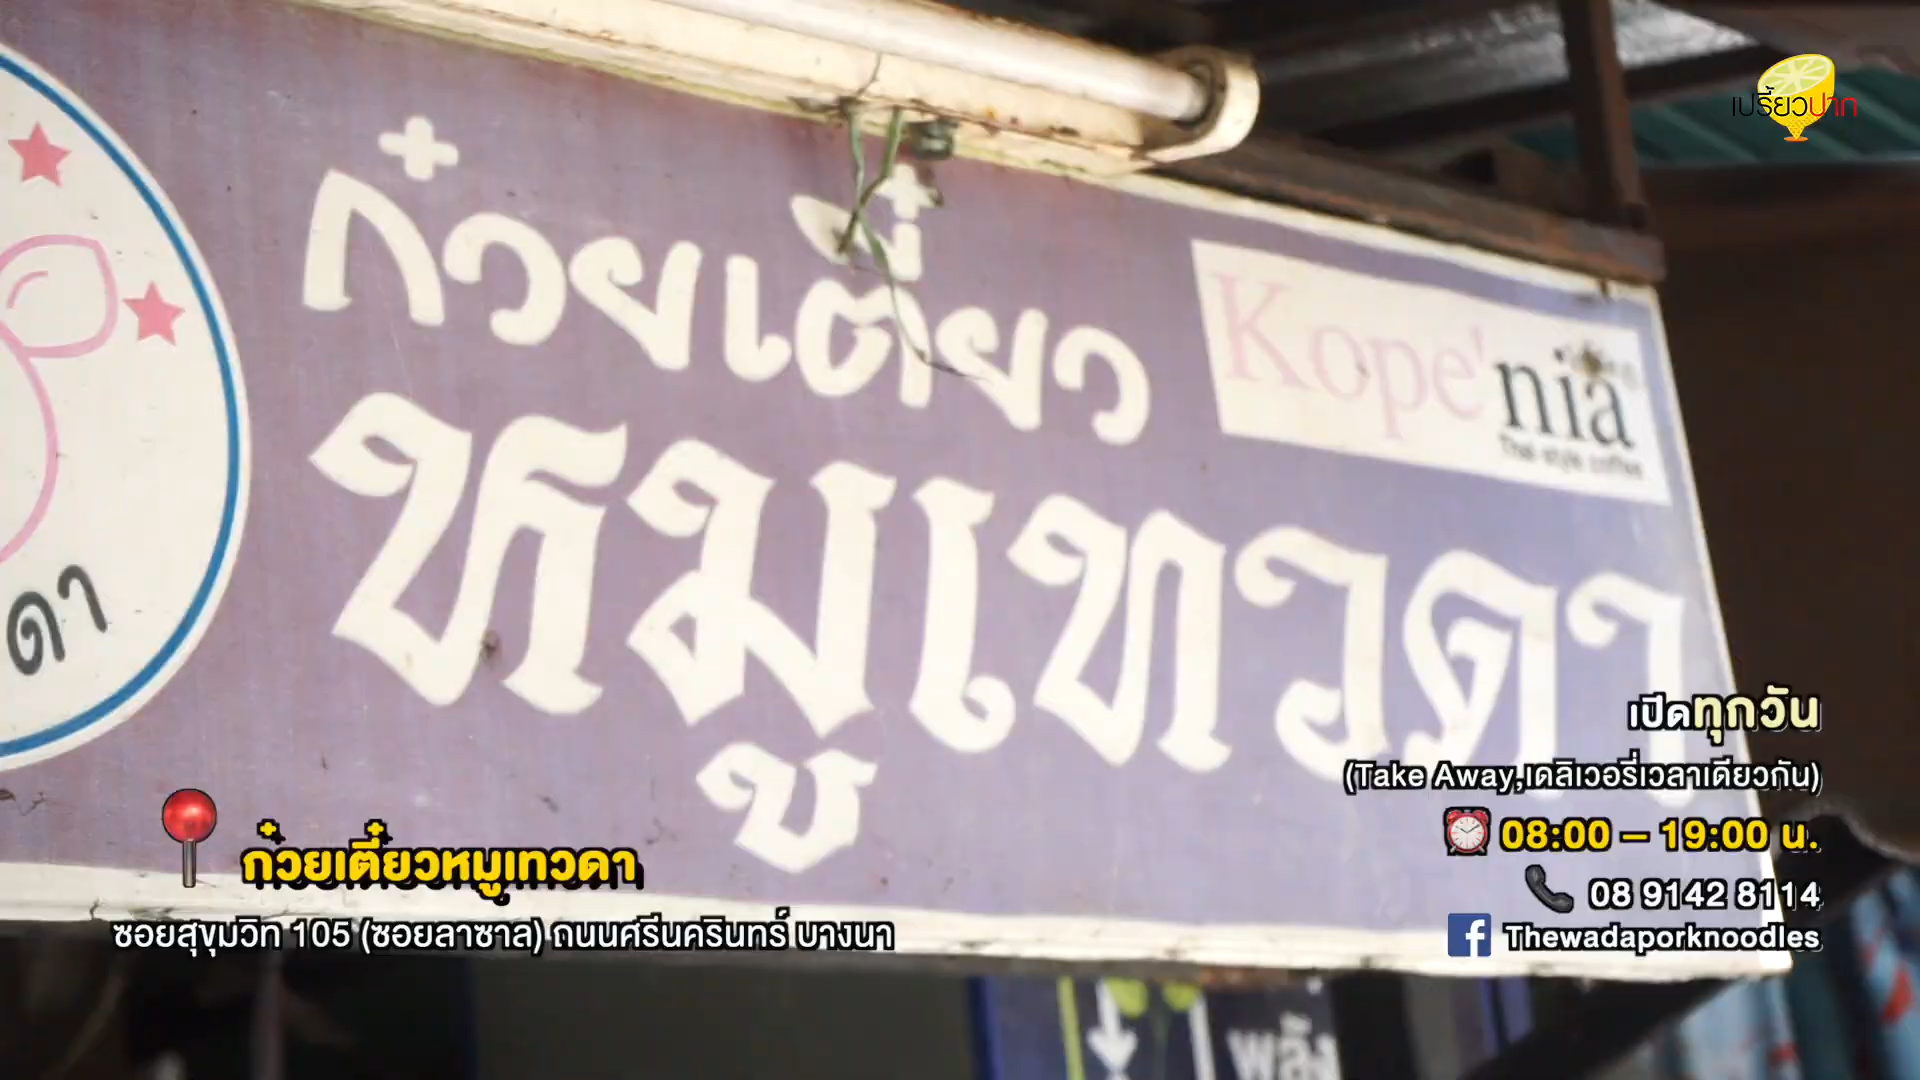 เปรี้ยวปาก
ก๋วยเตี๋ยว
Kope'nia
Thai style coffee
หมูเทวดา
ดา
เปิดทุกวัน
(Take Away,เดลิเวอรี่เวลาเดียวกัน)
08:00 – 19:00 น.
ก๋วยเตี๋ยวหมูเทวดา
08 9142 8114
ซอยสุขุมวิท 105 (ซอยลาซาล) ถนนศรีนครินทร์ บางนา
Thewadaporknoodles